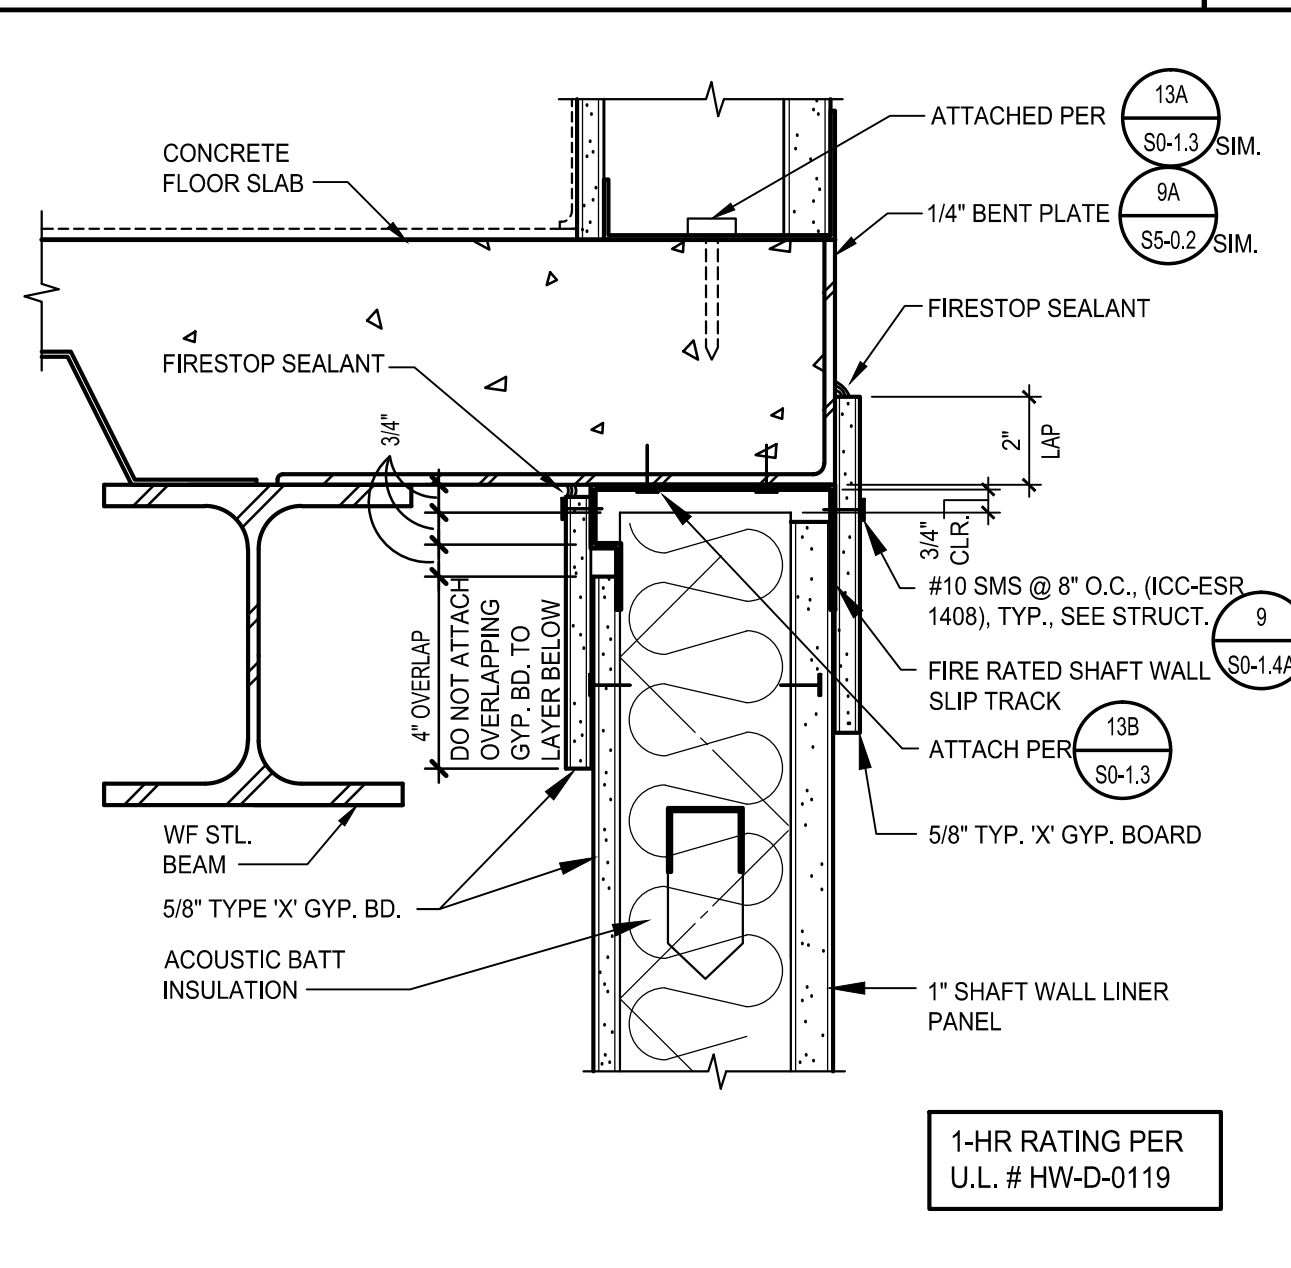 CONCRETE
FLOOR SLAB
ATTACHED PER
13A
S0-1.3
SIM.
1/4" BENT PLATE
9A
S5-0.2
SIM.
FIRESTOP SEALANT
FIRESTOP SEALANT
3/4"
2"
LAP
3/4"
CLR.
4" OVERLAP
DO NOT ATTACH
OVERLAPPING
GYP. BD. TO
LAYER BELOW
#10 SMS @ 8" O.C., (ICC-ESR
1408), TYP., SEE STRUCT.
9
S0-1.4A
FIRE RATED SHAFT WALL
SLIP TRACK
ATTACH PER
13B
S0-1.3
WF STL.
BEAM
5/8" TYP. 'X' GYP. BOARD
5/8" TYPE 'X' GYP. BD.
ACOUSTIC BATT
INSULATION
1" SHAFT WALL LINER
PANEL
1-HR RATING PER
U.L. # HW-D-0119